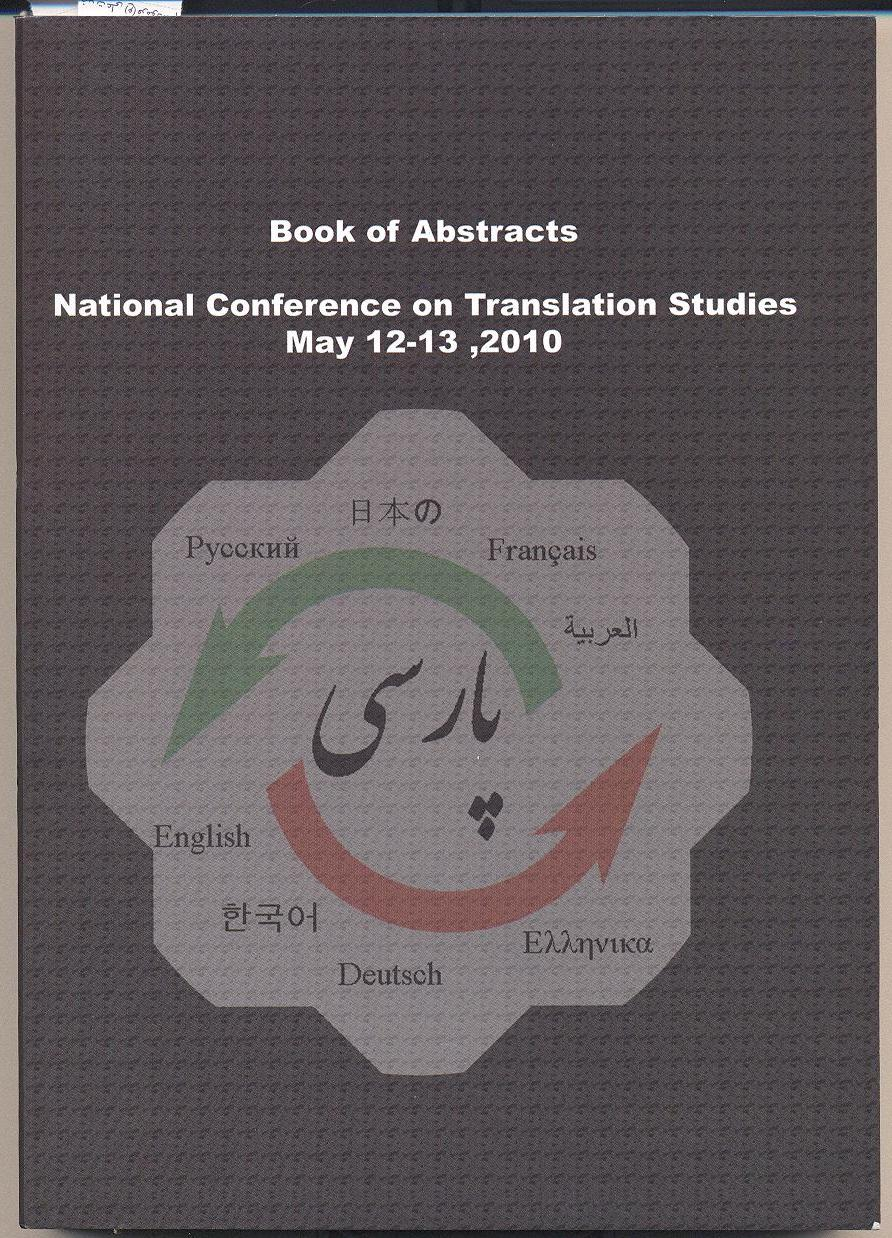 Book of Abstracts
National Conference on Translation Studies
May 12-13 ,2010
日本の
Русский
Français
العربية
پارسی
English
한국어
Ελληνικα
Deutsch